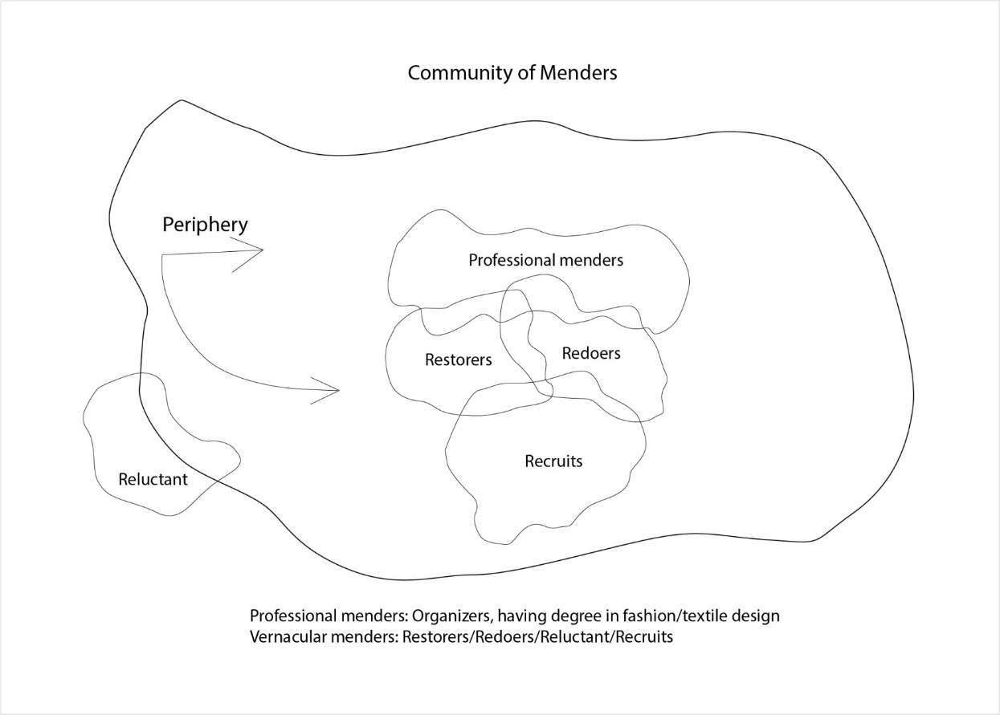 Community of Menders
Periphery
Professional menders
Restorers
Redoers
Recruits
Reluctant
Professional menders: Organizers, having degree in fashion/textile design
Vernacular menders: Restorers/Redoers/Reluctant/Recruits